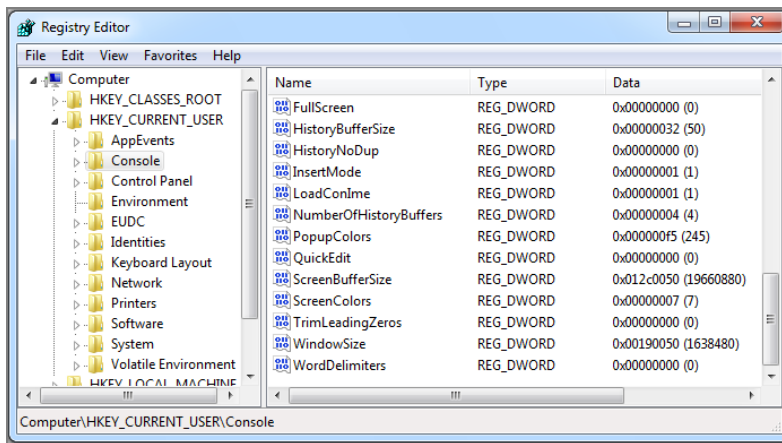 Registry Editor
File Edit View Favorites Help
Computer
HKEY_CLASSES_ROOT
HKEY_CURRENT_USER
AppEvents
Console
Control Panel
Environment
EUDC
Identities
Keyboard Layout
Network
Printers
Software
System
Volatile Environment
HKEY_LOCAL_MACHINE
Name Type Data
FullScreen REG_DWORD 0x00000000 (0)
HistoryBufferSize REG_DWORD 0x00000032 (50)
HistoryNoDup REG_DWORD 0x00000000 (0)
InsertMode REG_DWORD 0x00000001 (1)
LoadConIme REG_DWORD 0x00000001 (1)
NumberOfHistoryBuffers REG_DWORD 0x00000004 (4)
PopupColors REG_DWORD 0x000000f5 (245)
QuickEdit REG_DWORD 0x00000000 (0)
ScreenBufferSize REG_DWORD 0x012c0050 (19660880)
ScreenColors REG_DWORD 0x00000007 (7)
TrimLeadingZeros REG_DWORD 0x00000000 (0)
WindowSize REG_DWORD 0x00190050 (1638480)
WordDelimiters REG_DWORD 0x00000000 (0)
Computer\HKEY_CURRENT_USER\Console